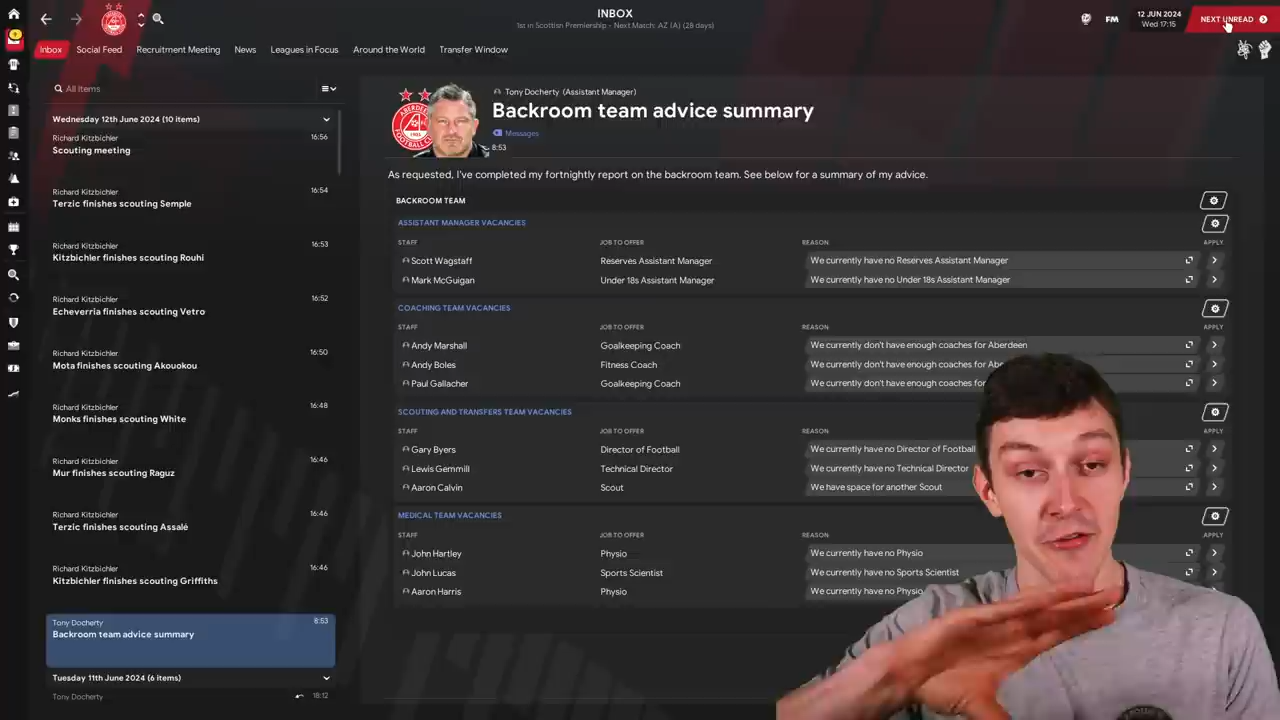 INBOX
1st in Scottish Premiership - Next Match: AZ (A) (28 days)
FM
12 JUN 2024
Wed 17:15
NEXT UNREAD
Inbox
Social Feed
Recruitment Meeting
News
Leagues in Focus
Around the World
Transfer Window
All Items
Wednesday 12th June 2024 (10 items)
Richard Kitzbichler 16:56
Scouting meeting
Richard Kitzbichler 16:54
Terzic finishes scouting Semple
Richard Kitzbichler 16:53
Kitzbichler finishes scouting Rouhi
Richard Kitzbichler 16:52
Echeverria finishes scouting Vetro
Richard Kitzbichler 16:50
Mota finishes scouting Akouokou
Richard Kitzbichler 16:48
Monks finishes scouting White
Richard Kitzbichler 16:46
Mur finishes scouting Raguz
Richard Kitzbichler 16:46
Terzic finishes scouting Assalé
Richard Kitzbichler 16:46
Kitzbichler finishes scouting Griffiths
Tony Docherty 8:53
Backroom team advice summary
Tuesday 11th June 2024 (6 items)
Tony Docherty 18:12
Tony Docherty (Assistant Manager)
Backroom team advice summary
Messages
8:53
As requested, I've completed my fortnightly report on the backroom team. See below for a summary of my advice.
BACKROOM TEAM
ASSISTANT MANAGER VACANCIES
STAFF JOB TO OFFER REASON APPLY
Scott Wagstaff Reserves Assistant Manager We currently have no Reserves Assistant Manager
Mark McGuigan Under 18s Assistant Manager We currently have no Under 18s Assistant Manager
COACHING TEAM VACANCIES
STAFF JOB TO OFFER REASON APPLY
Andy Marshall Goalkeeping Coach We currently don't have enough coaches for Aberdeen
Andy Boles Fitness Coach We currently don't have enough coaches for Abe
Paul Gallacher Goalkeeping Coach We currently don't have enough coaches for
SCOUTING AND TRANSFERS TEAM VACANCIES
STAFF JOB TO OFFER REASON APPLY
Gary Byers Director of Football We currently have no Director of Football
Lewis Gemmill Technical Director We currently have no Technical Director
Aaron Calvin Scout We have space for another Scout
MEDICAL TEAM VACANCIES
STAFF JOB TO OFFER REASON APPLY
John Hartley Physio We currently have no Physio
John Lucas Sports Scientist We currently have no Sports Scientist
Aaron Harris Physio We currently have no Physio